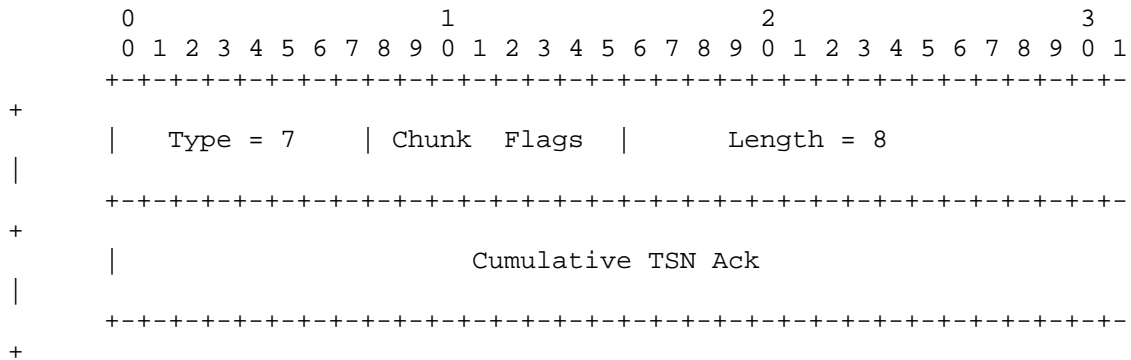 0                   1                   2                   3
0 1 2 3 4 5 6 7 8 9 0 1 2 3 4 5 6 7 8 9 0 1 2 3 4 5 6 7 8 9 0 1
+-+-+-+-+-+-+-+-+-+-+-+-+-+-+-+-+-+-+-+-+-+-+-+-+-+-+-+-+-+-+-+-
+
|   Type = 7    | Chunk  Flags  |      Length = 8
|
+-+-+-+-+-+-+-+-+-+-+-+-+-+-+-+-+-+-+-+-+-+-+-+-+-+-+-+-+-+-+-+-
+
|                      Cumulative TSN Ack
|
+-+-+-+-+-+-+-+-+-+-+-+-+-+-+-+-+-+-+-+-+-+-+-+-+-+-+-+-+-+-+-+-
+